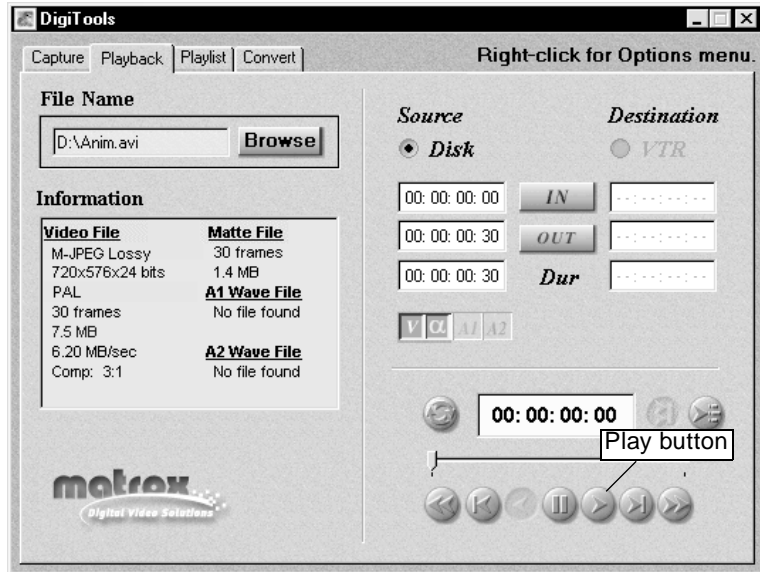 DigiTools
Capture Playback Playlist Convert
Right-click for Options menu.
File Name
D:\Anim.avi Browse
Information
Video File
M-JPEG Lossy
720x576x24 bits
PAL
30 frames
7.5 MB
6.20 MB/sec
Comp: 3:1
Matte File
30 frames
1.4 MB
A1 Wave File
No file found
A2 Wave File
No file found
matrox
Digital Video Solutions
Source Destination
Disk VTR
00: 00: 00: 00 IN --:--:--:--
00: 00: 00: 30 OUT --:--:--:--
00: 00: 00: 30 Dur --:--:--:--
V α A1 A2
00: 00: 00: 00
Play button